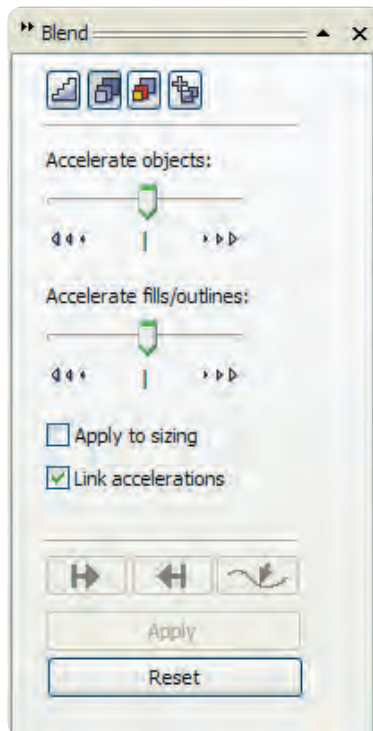 Blend
Accelerate objects:
Accelerate fills/outlines:
Apply to sizing
Link accelerations
Apply
Reset